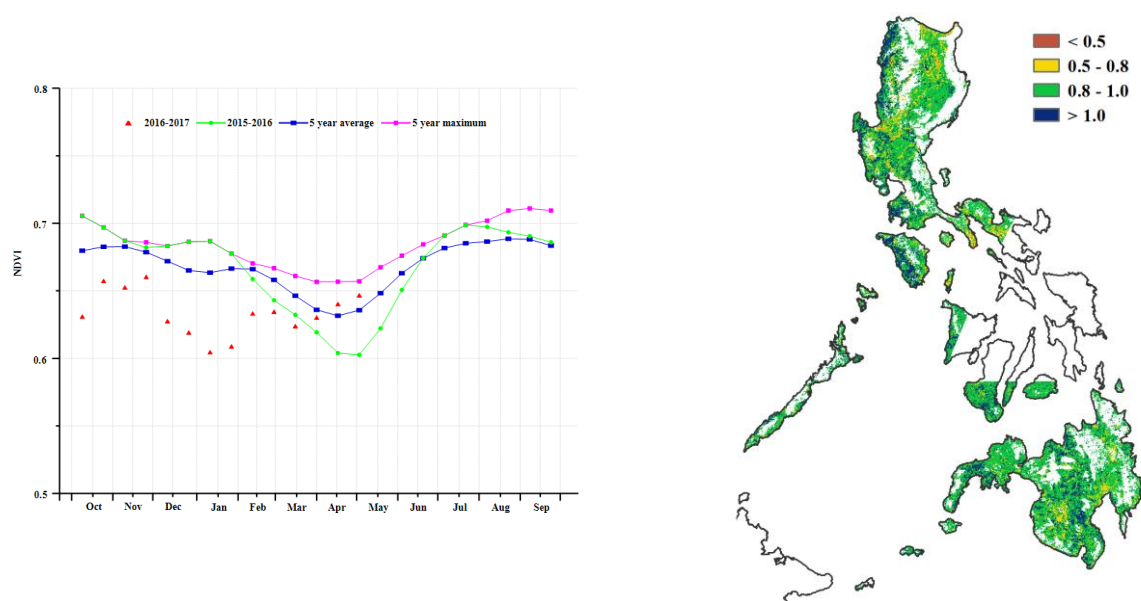 0.8
0.7
0.6
0.5
NDVI
2016-2017 2015-2016 5 year average 5 year maximum
Oct Nov Dec Jan Feb Mar Apr May Jun Jul Aug Sep
< 0.5
0.5 - 0.8
0.8 - 1.0
> 1.0